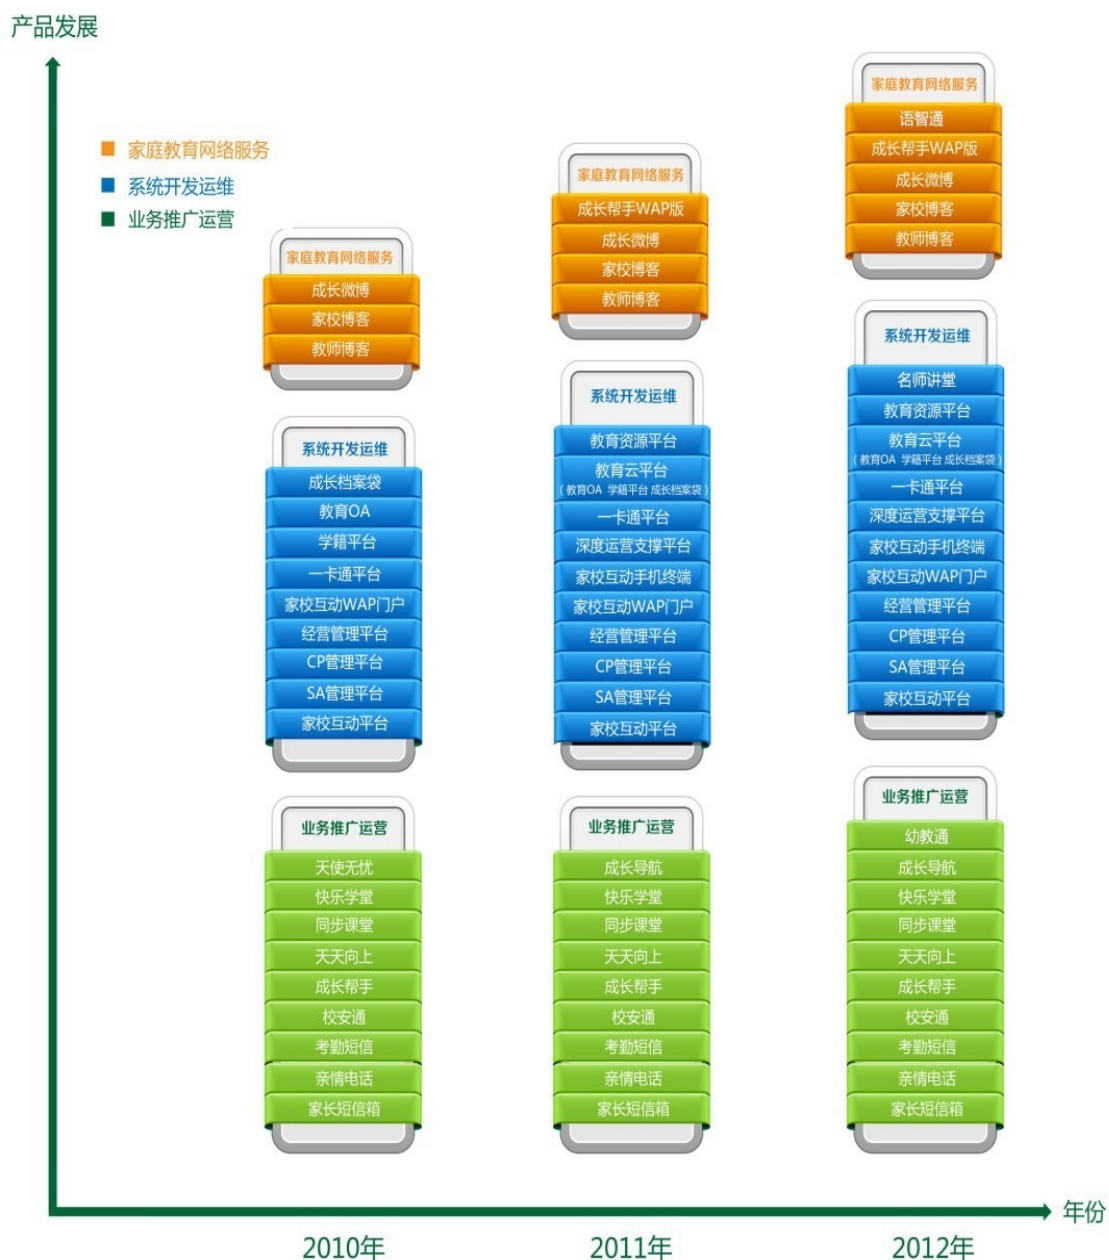 产品发展
家庭教育网络服务
系统开发运维
业务推广运营
家庭教育网络服务
成长微博
家校博客
教师博客
系统开发运维
成长档案袋
教育OA
学籍平台
一卡通平台
家校互动WAP门户
经营管理平台
CP管理平台
SA管理平台
家校互动平台
业务推广运营
天使无忧
快乐学堂
同步课堂
天天向上
成长帮手
校安通
考勤短信
亲情电话
家长短信箱
2010年
家庭教育网络服务
成长帮手WAP版
成长微博
家校博客
教师博客
系统开发运维
教育资源平台
教育云平台
(教育OA 学籍平台 成长档案袋)
一卡通平台
深度运营支撑平台
家校互动手机终端
家校互动WAP门户
经营管理平台
CP管理平台
SA管理平台
家校互动平台
业务推广运营
成长导航
快乐学堂
同步课堂
天天向上
成长帮手
校安通
考勤短信
亲情电话
家长短信箱
2011年
家庭教育网络服务
语智通
成长帮手WAP版
成长微博
家校博客
教师博客
系统开发运维
名师讲堂
教育资源平台
教育云平台
(教育OA 学籍平台 成长档案袋)
一卡通平台
深度运营支撑平台
家校互动手机终端
家校互动WAP门户
经营管理平台
CP管理平台
SA管理平台
家校互动平台
业务推广运营
幼教通
成长导航
快乐学堂
同步课堂
天天向上
成长帮手
校安通
考勤短信
亲情电话
家长短信箱
2012年
年份